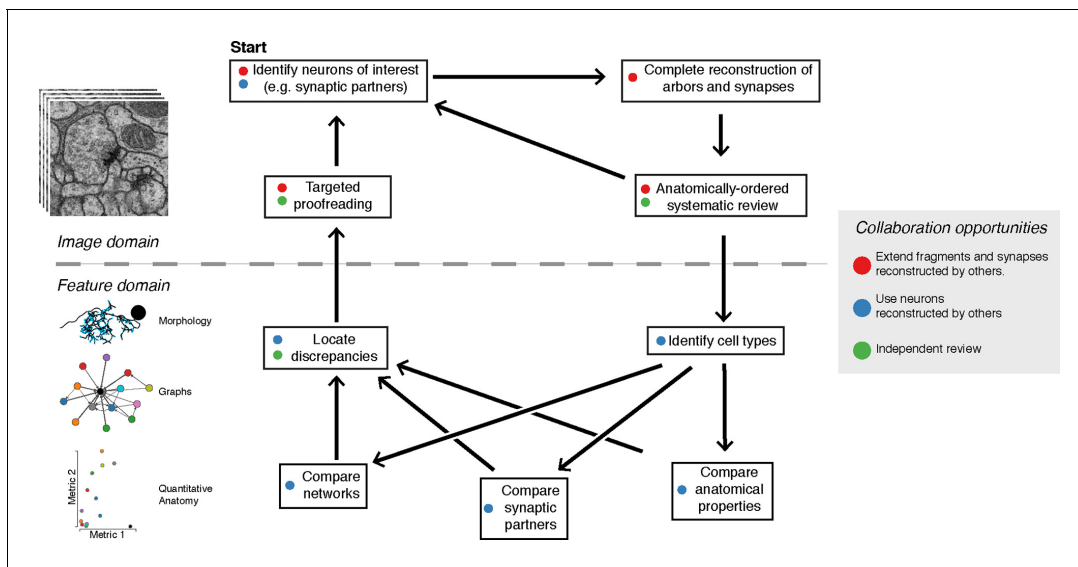 Start
Identify neurons of interest
(e.g. synaptic partners)
Complete reconstruction of
arbors and synapses
Targeted
proofreading
Anatomically-ordered
systematic review
Image domain
Feature domain
Morphology
Graphs
Metric 2
Metric 1
Quantitative
Anatomy
Locate
discrepancies
Identify cell types
Compare
networks
Compare
synaptic
partners
Compare
anatomical
properties
Collaboration opportunities
Extend fragments and synapses
reconstructed by others.
Use neurons
reconstructed by others
Independent review